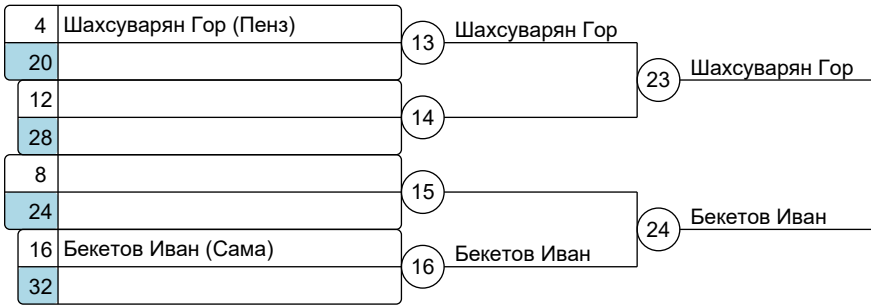 4 Шахсуварян Гор (Пенз)
13 Шахсуварян Гор
20
23 Шахсуварян Гор
12
14
28
8
15
24
24 Бекетов Иван
16 Бекетов Иван (Сама)
16 Бекетов Иван
32